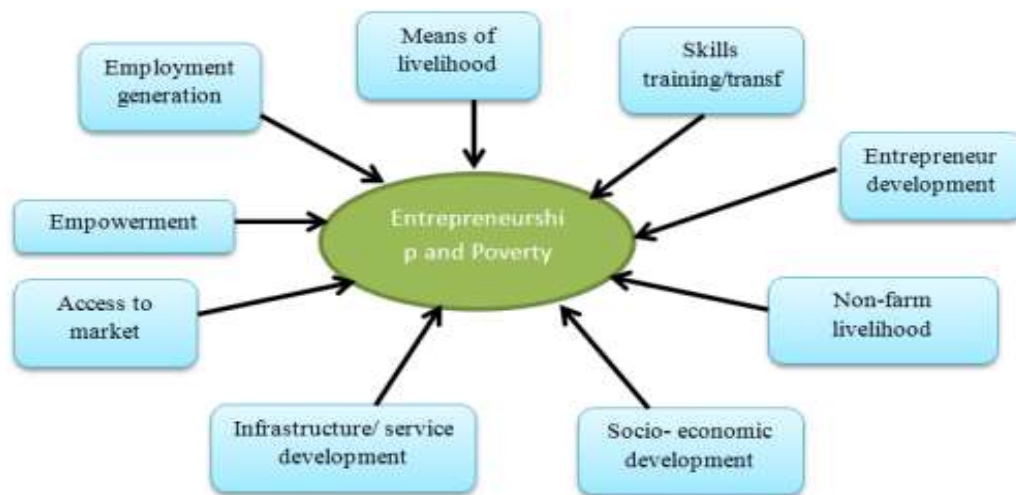 Means of
livelihood
Employment
generation
Skills
training/transf
Entrepreneur
development
Entrepreneurshi
p and Poverty
Empowerment
Access to
market
Non-farm
livelihood
Infrastructure/ service
development
Socio- economic
development